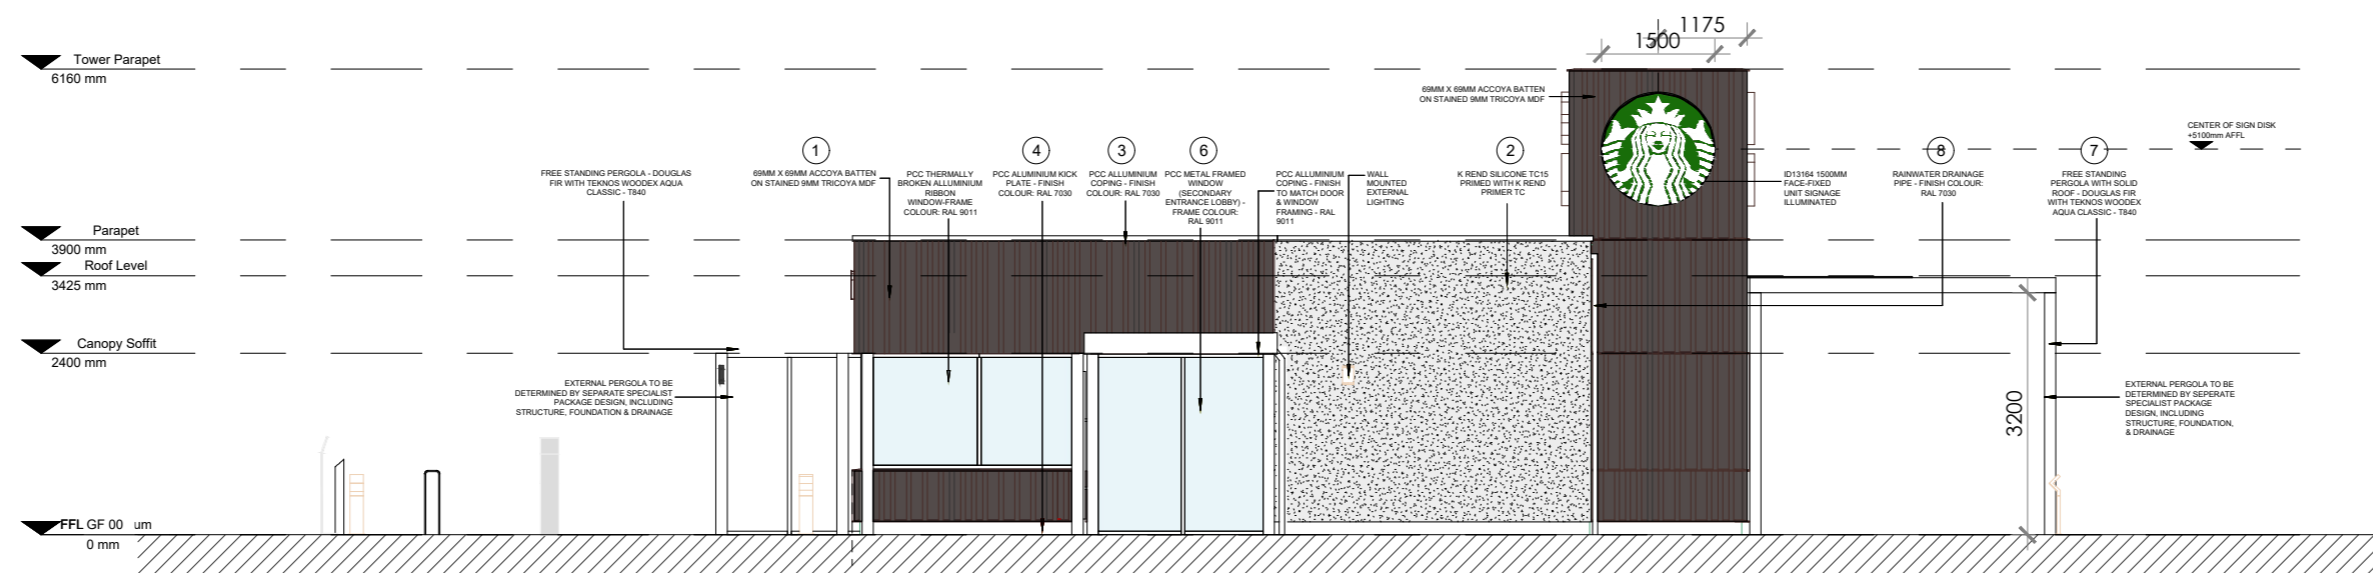 1175
1500
Tower Parapet
6160 mm
69MM X 69MM ACCOYA BATTEN
ON STAINED 9MM TRICOYA MDF
CENTER OF SIGN DISK
+5100mm AFFL
1
4
3
6
2
8
7
FREE STANDING PERGOLA - DOUGLAS
FIR WITH TEKNOS WOODEX AQUA
CLASSIC - T840
69MM X 69MM ACCOYA BATTEN
ON STAINED 9MM TRICOYA MDF
PCC THERMALLY
BROKEN ALLUMINIUM
RIBBON
WINDOW-FRAME
COLOUR: RAL 9011
PCC ALUMINIUM KICK
PLATE - FINISH
COLOUR: RAL 7030
PCC ALLUMINIUM
COPING - FINISH
COLOUR: RAL 7030
PCC METAL FRAMED
WINDOW
(SECONDARY
ENTRANCE LOBBY) -
FRAME COLOUR:
RAL 9011
PCC ALLUMINIUM
COPING - FINISH
TO MATCH DOOR
& WINDOW
FRAMING - RAL
9011
WALL
MOUNTED
EXTERNAL
LIGHTING
K REND SILICONE TC15
PRIMED WITH K REND
PRIMER TC
ID13164 1500MM
FACE-FIXED
UNIT SIGNAGE
ILLUMINATED
RAINWATER DRAINAGE
PIPE - FINISH COLOUR:
RAL 7030
FREE STANDING
PERGOLA WITH SOLID
ROOF - DOUGLAS FIR
WITH TEKNOS WOODEX
AQUA CLASSIC - T840
Parapet
3900 mm
Roof Level
3425 mm
Canopy Soffit
2400 mm
EXTERNAL PERGOLA TO BE
DETERMINED BY SEPARATE SPECIALIST
PACKAGE DESIGN, INCLUDING
STRUCTURE, FOUNDATION & DRAINAGE
3200
EXTERNAL PERGOLA TO BE
DETERMINED BY SEPERATE
SPECIALIST PACKAGE
DESIGN, INCLUDING
STRUCTURE, FOUNDATION,
& DRAINAGE
FFL GF 00 um
0 mm